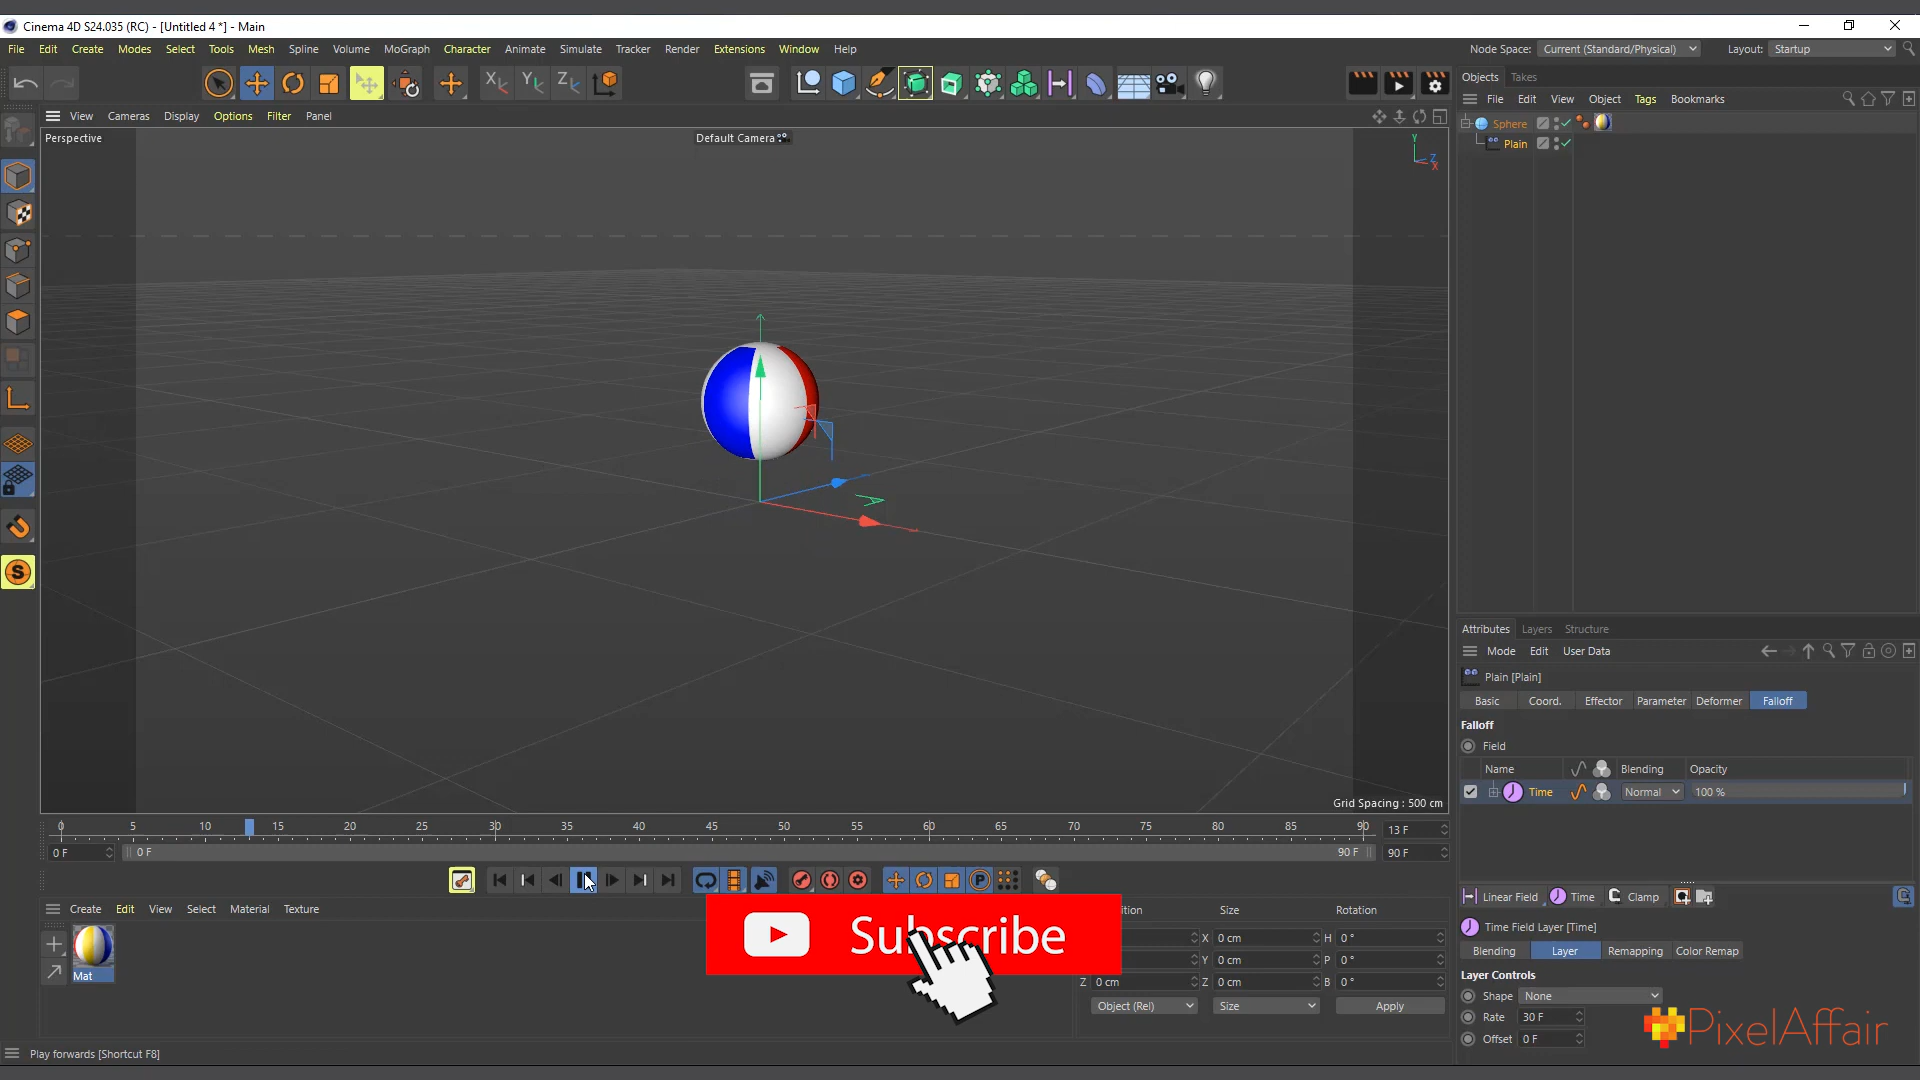 Cinema 4D S24.035 (RC) - [Untitled 4 *] - Main
File Edit Create Modes Select Tools Mesh Spline Volume MoGraph Character Animate Simulate Tracker Render Extensions Window Help
Node Space: Current (Standard/Physical) Layout: Startup
X Y Z
Objects Takes
File Edit View Object Tags Bookmarks
View Cameras Display Options Filter Panel
Perspective
Default Camera
Y
Z
X
Sphere
Plain
S
Attributes Layers Structure
Mode Edit User Data
Plain [Plain]
Basic Coord. Effector Parameter Deformer Falloff
Falloff
Field
Name Blending Opacity
Time Normal 100 %
Grid Spacing : 500 cm
0 5 10 15 20 25 30 35 40 45 50 55 60 65 70 75 80 85 90
13 F
0 F 0 F 90 F 90 F
P
Linear Field Time Clamp
Create Edit View Select Material Texture
ition Size Rotation
Subscribe
X 0 cm H 0 °
Y 0 cm P 0 °
Z 0 cm Z 0 cm B 0 °
Object (Rel) Size Apply
Mat
Time Field Layer [Time]
Blending Layer Remapping Color Remap
Layer Controls
Shape None
Rate 30 F
Offset 0 F
PixelAffair
Play forwards [Shortcut F8]